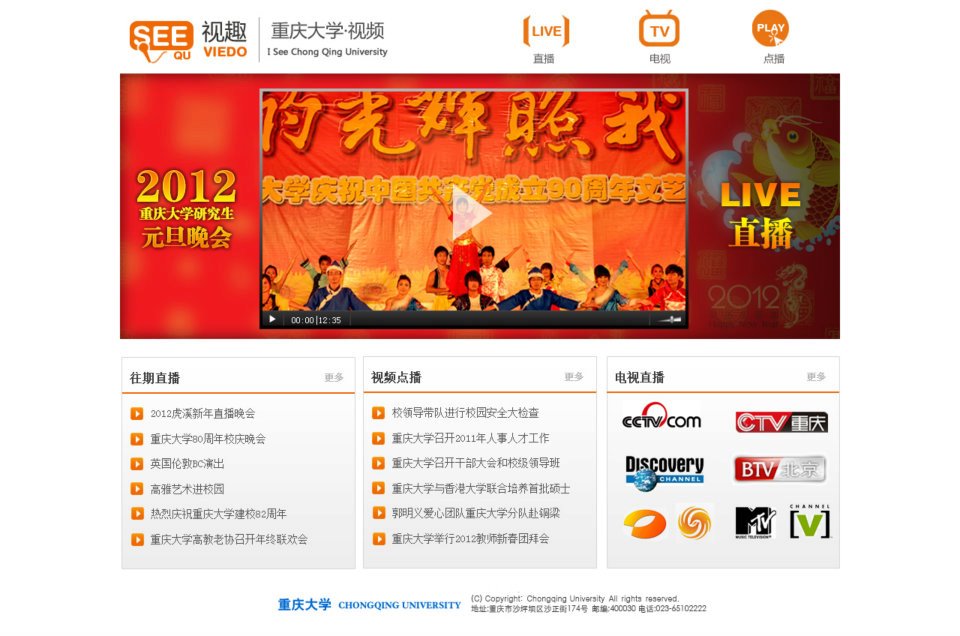 SEE 视趣
QU VIEDO
重庆大学·视频
I See Chong Qing University
LIVE
直播
TV
电视
PLAY
点播
2012
重庆大学研究生
元旦晚会
的光辉照我
大学庆祝中国共产党成立90周年文艺
00:00|12:35
LIVE
直播
2012
Happy New Year
往期直播 更多
2012虎溪新年直播晚会
重庆大学80周年校庆晚会
英国伦敦BC演出
高雅艺术进校园
热烈庆祝重庆大学建校82周年
重庆大学高教老协召开年终联欢会
视频点播 更多
校领导带队进行校园安全大检查
重庆大学召开2011年人事人才工作
重庆大学召开干部大会和校级领导班
重庆大学与香港大学联合培养首批硕士
郭明义爱心团队重庆大学分队赴铜梁
重庆大学举行2012教师新春团拜会
电视直播 更多
CCTV.com
CTV重庆
Discovery
CHANNEL
BTV北京
MTV
MUSIC TELEVISION
CHANNEL
[V]
重庆大学 CHONGQING UNIVERSITY
(C) Copyright: Chongqing University All rights reserved.
地址:重庆市沙坪坝区沙正街174号 邮编:400030 电话:023-65102222